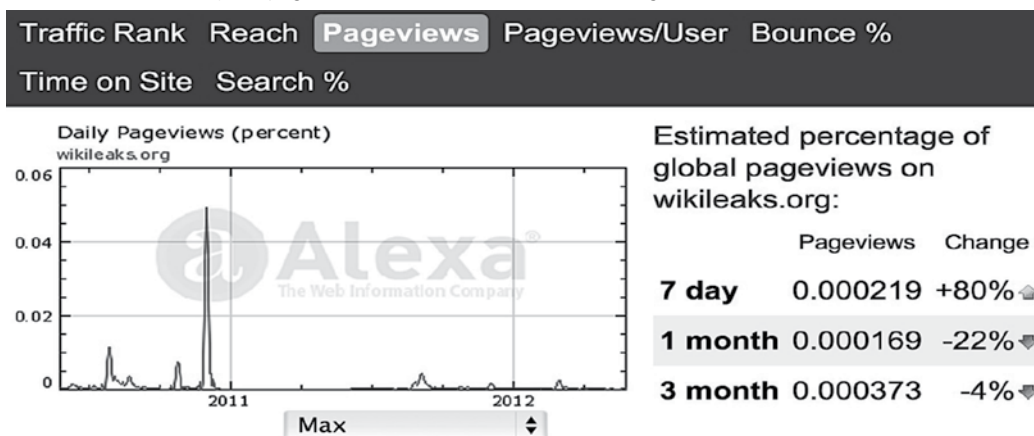 Traffic Rank Reach Pageviews Pageviews/User Bounce %
Time on Site Search %
Daily Pageviews (percent)
wikileaks.org
0.06
0.04
0.02
0
2011
2012
Alexa®
The Web Information Company
Max
Estimated percentage of
global pageviews on
wikileaks.org:
Pageviews Change
7 day 0.000219 +80%
1 month 0.000169 -22%
3 month 0.000373 -4%